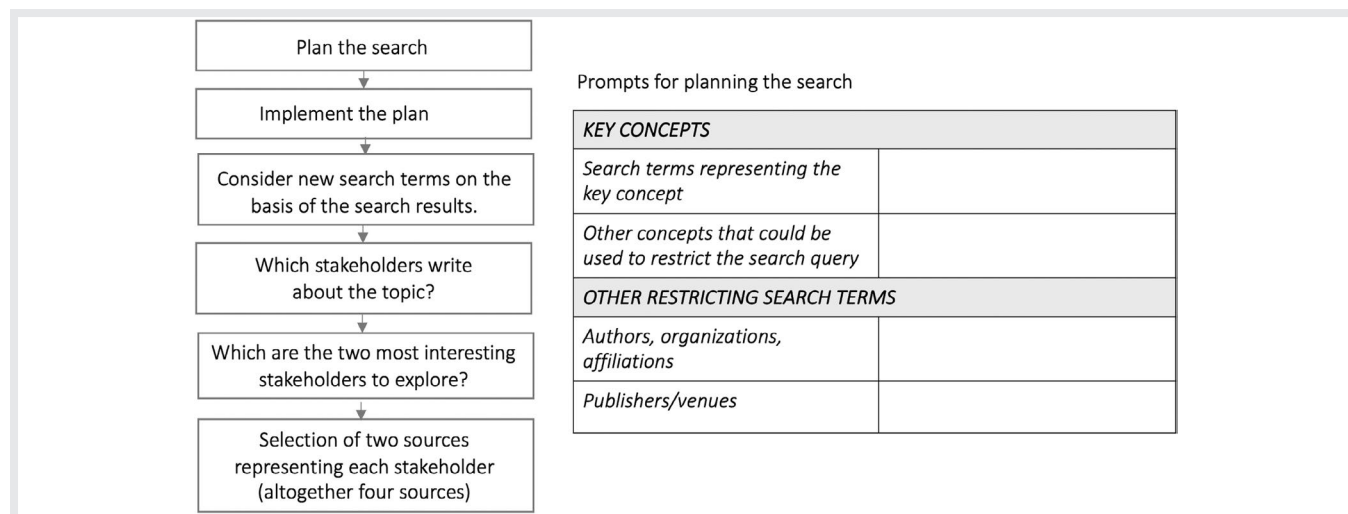 Plan the search
Implement the plan
Consider new search terms on the
basis of the search results.
Which stakeholders write
about the topic?
Which are the two most interesting
stakeholders to explore?
Selection of two sources
representing each stakeholder
(altogether four sources)
Prompts for planning the search
KEY CONCEPTS
Search terms representing the
key concept
Other concepts that could be
used to restrict the search query
OTHER RESTRICTING SEARCH TERMS
Authors, organizations,
affiliations
Publishers/venues